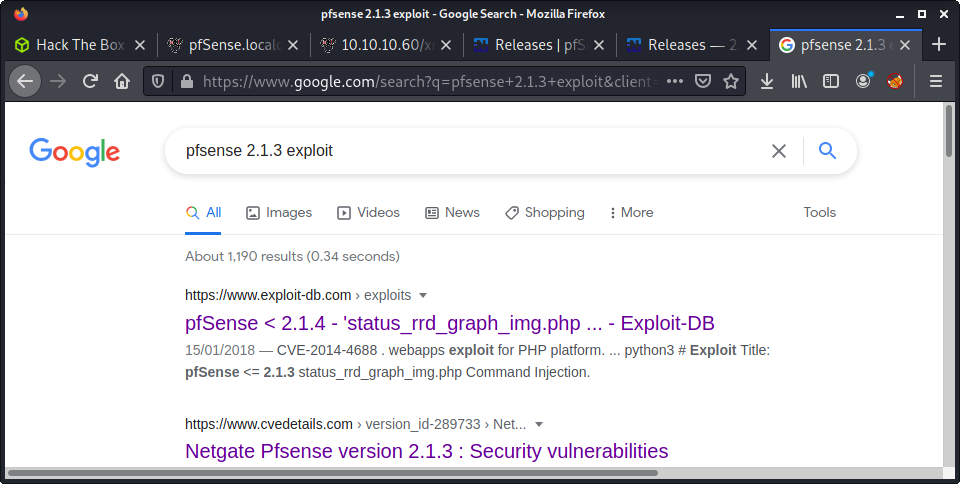 pfsense 2.1.3 exploit - Google Search - Mozilla Firefox
Hack The Box
pfSense.locald
10.10.10.60/x
Releases | pfS
Releases — 2.
pfsense 2.1.3 e
https://www.google.com/search?q=pfsense+2.1.3+exploit&client=
Google
pfsense 2.1.3 exploit
All Images Videos News Shopping More Tools
About 1,190 results (0.34 seconds)
https://www.exploit-db.com › exploits
pfSense < 2.1.4 - 'status_rrd_graph_img.php ... - Exploit-DB
15/01/2018 — CVE-2014-4688 . webapps exploit for PHP platform. ... python3 # Exploit Title:
pfSense <= 2.1.3 status_rrd_graph_img.php Command Injection.
https://www.cvedetails.com › version_id-289733 › Net...
Netgate Pfsense version 2.1.3 : Security vulnerabilities